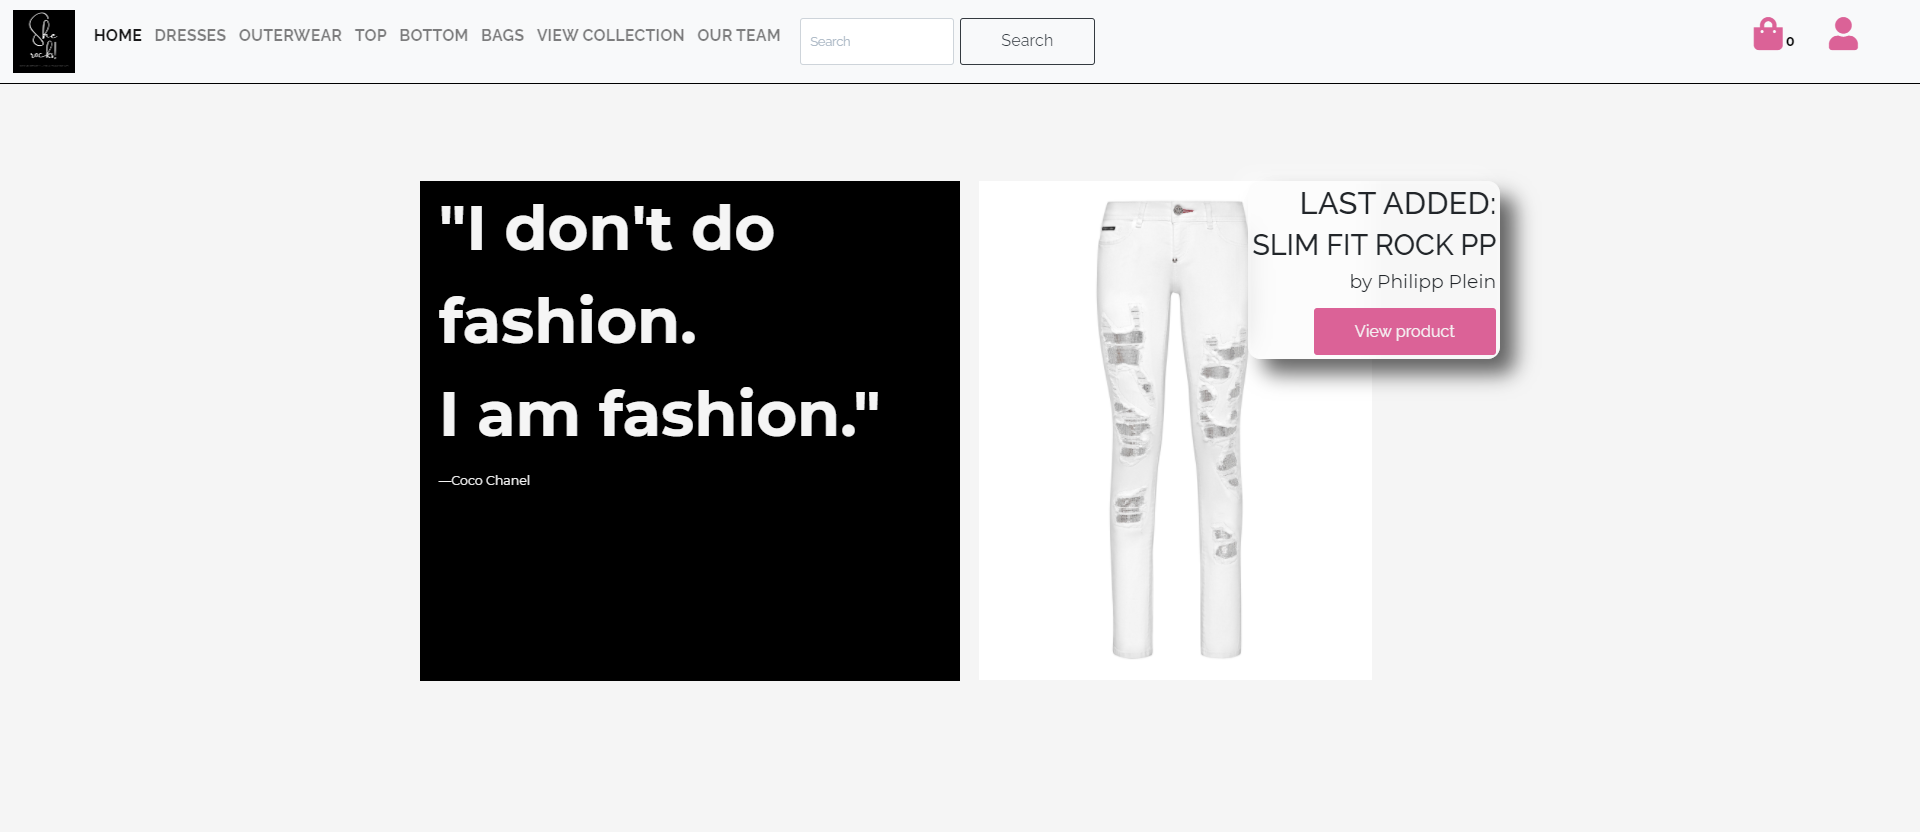 She
rocks!
HOME DRESSES OUTERWEAR TOP BOTTOM BAGS VIEW COLLECTION OUR TEAM Search Search 0
"I don't do
fashion.
I am fashion."
—Coco Chanel
LAST ADDED:
SLIM FIT ROCK PP
by Philipp Plein
View product